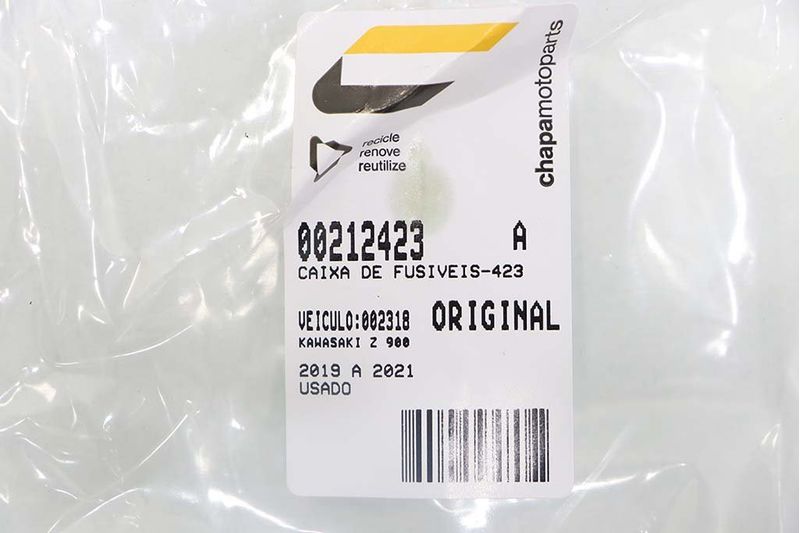 chapamotoparts
recicle
renove
reutilize
00212423 A
CAIXA DE FUSIVEIS-423
VEICULO:002318 ORIGINAL
KAWASAKI Z 900
2019 A 2021
USADO